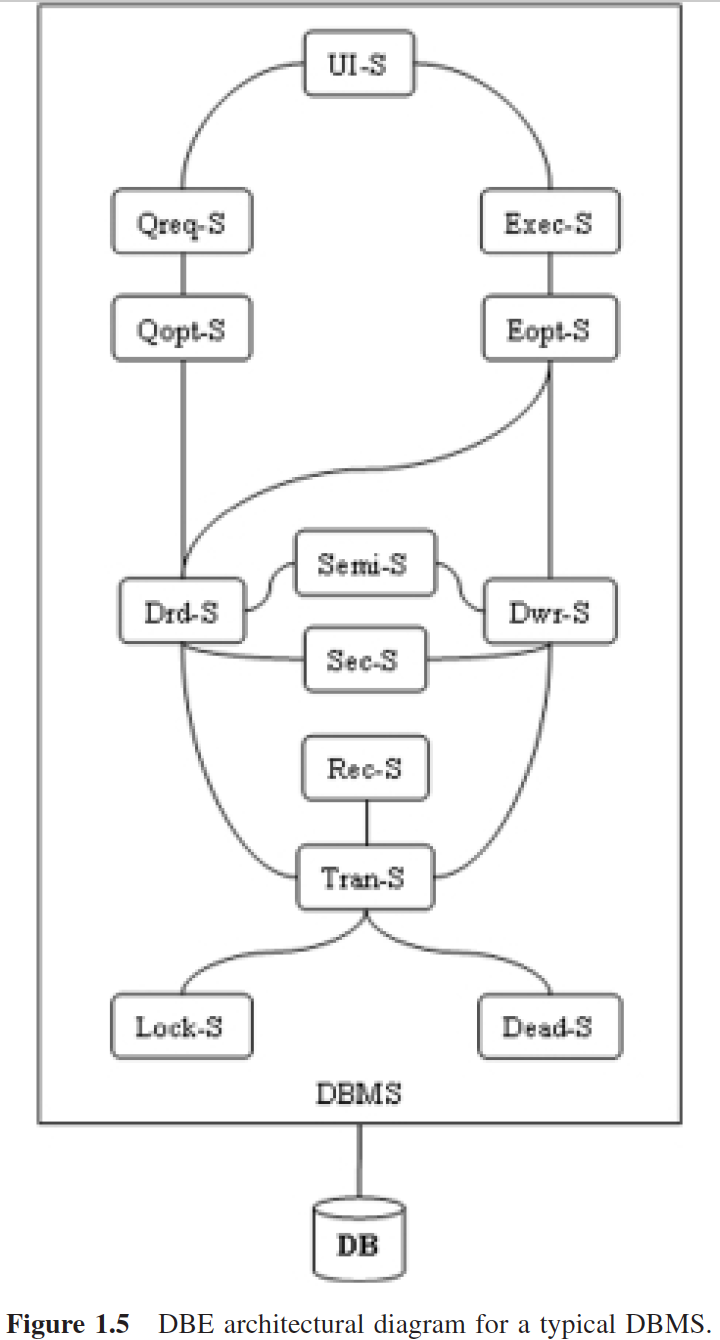 UI-S
Qreq-S
Exec-S
Qopt-S
Eopt-S
Semi-S
Drd-S
Dwr-S
Sec-S
Rec-S
Tran-S
Lock-S
Dead-S
DBMS
DB
Figure 1.5 DBE architectural diagram for a typical DBMS.